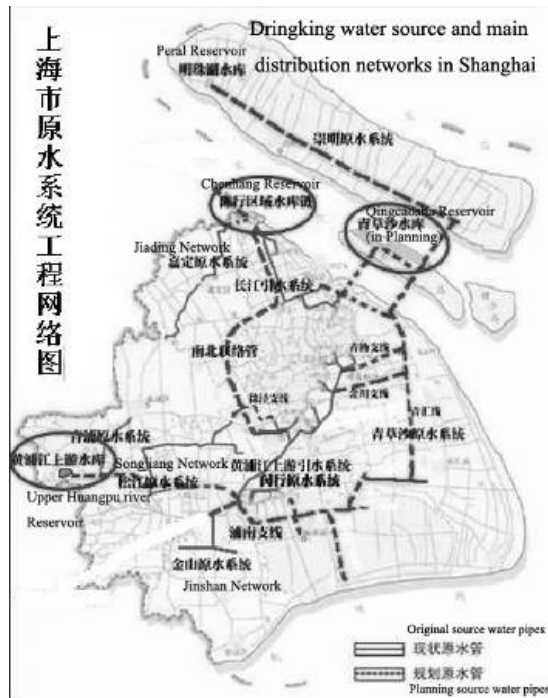 上海市原水系统工程网络图
Dringking water source and main
distribution networks in Shanghai
Peral Reservoir
明珠湖水库
崇明原水系统
Chenhang Reservoir
陈行区域水库链
Qingcaosha Reservoir
青草沙水库
(in Planning)
Jiading Network
嘉定原水系统
长江引水系统
南北联络管
金川支线
青草沙原水系统
青浦原水系统
黄浦江上游水库
Songjiang Network
黄浦江上游引水系统
松江原水系统
闵行原水系统
Upper Huangpu river
Reservoir
浦南支线
金山原水系统
Jinshan Network
Original source water pipes
现状原水管
规划原水管
Planning source water pipes